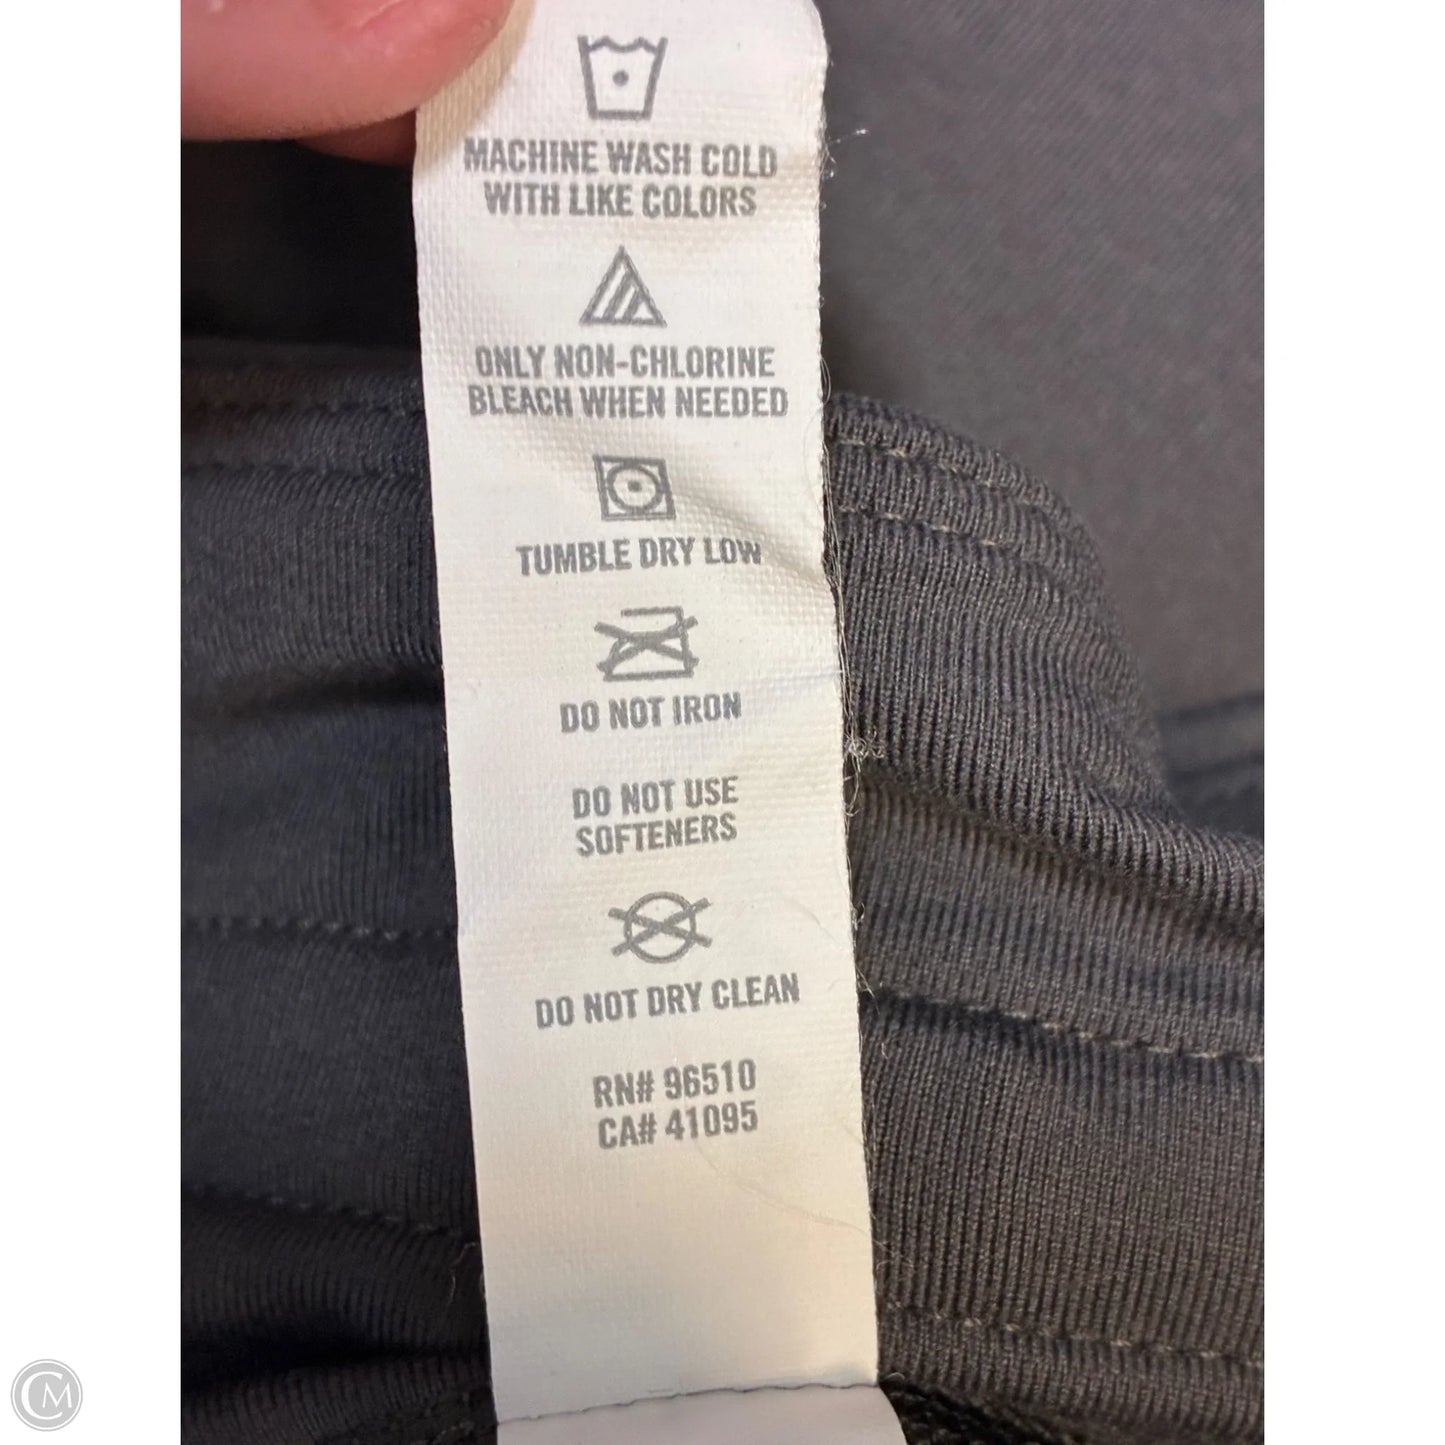 MACHINE WASH COLD
WITH LIKE COLORS
ONLY NON-CHLORINE
BLEACH WHEN NEEDED
TUMBLE DRY LOW
DO NOT IRON
DO NOT USE
SOFTENERS
DO NOT DRY CLEAN
RN# 96510
CA# 41095
CM